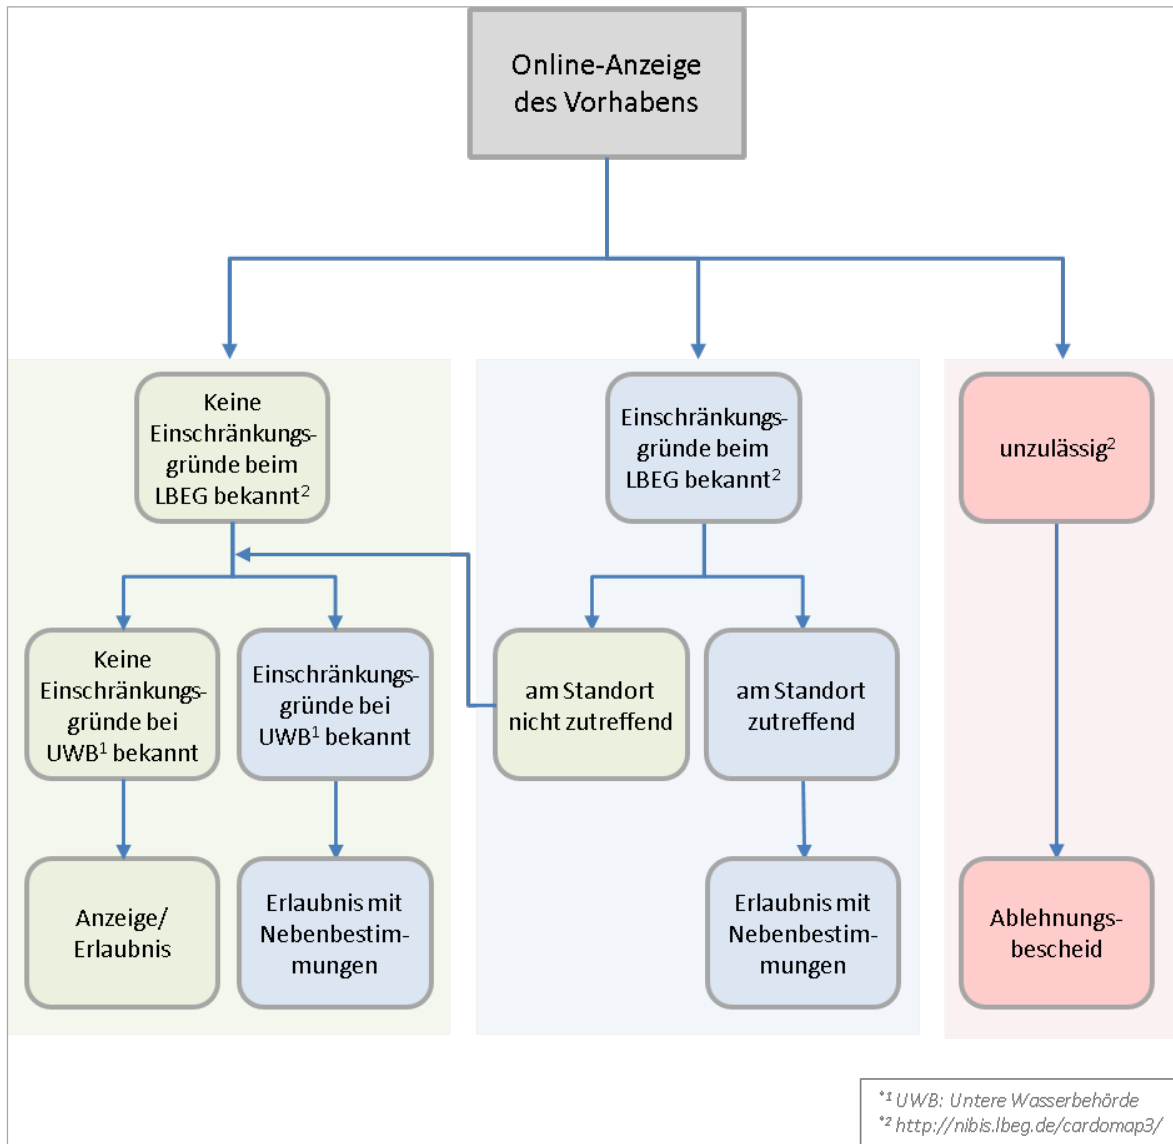 Online-Anzeige
des Vorhabens
Keine
Einschränkungs-
gründe beim
LBEG bekannt²
Einschränkungs-
gründe beim
LBEG bekannt²
unzulässig²
Keine
Einschränkungs-
gründe bei
UWB¹ bekannt
Einschränkungs-
gründe bei
UWB¹ bekannt
am Standort
nicht zutreffend
am Standort
zutreffend
Anzeige/
Erlaubnis
Erlaubnis mit
Nebenbestim-
mungen
Erlaubnis mit
Nebenbestim-
mungen
Ablehnungs-
bescheid
*¹ UWB: Untere Wasserbehörde
*² http://nibis.lbeg.de/cardomap3/